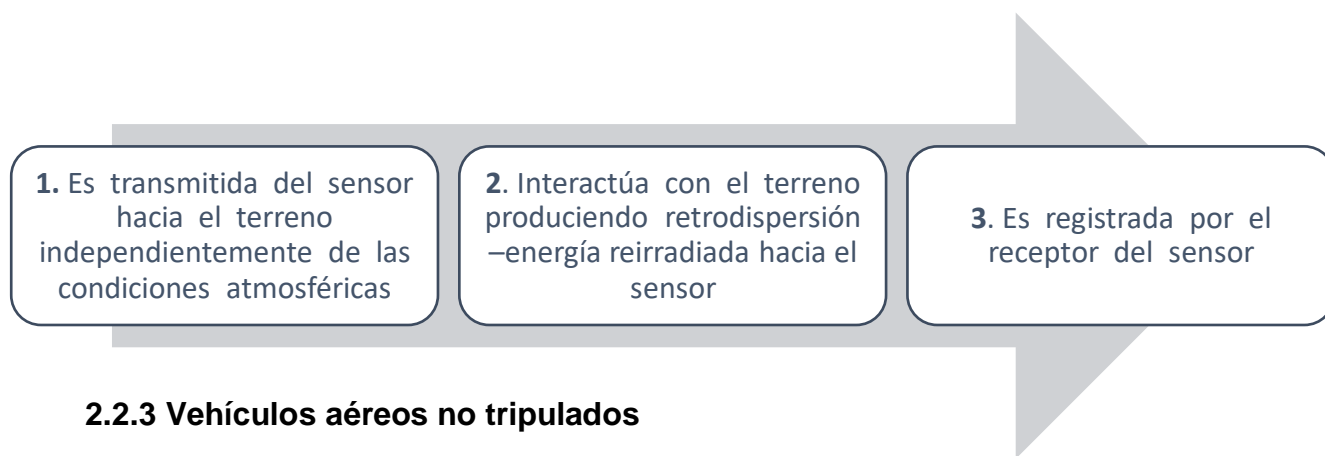 1. Es transmitida del sensor
hacia el terreno
independientemente de las
condiciones atmosféricas
2. Interactúa con el terreno
produciendo retrodispersión
–energía reirradiada hacia el
sensor
3. Es registrada por el
receptor del sensor
2.2.3 Vehículos aéreos no tripulados